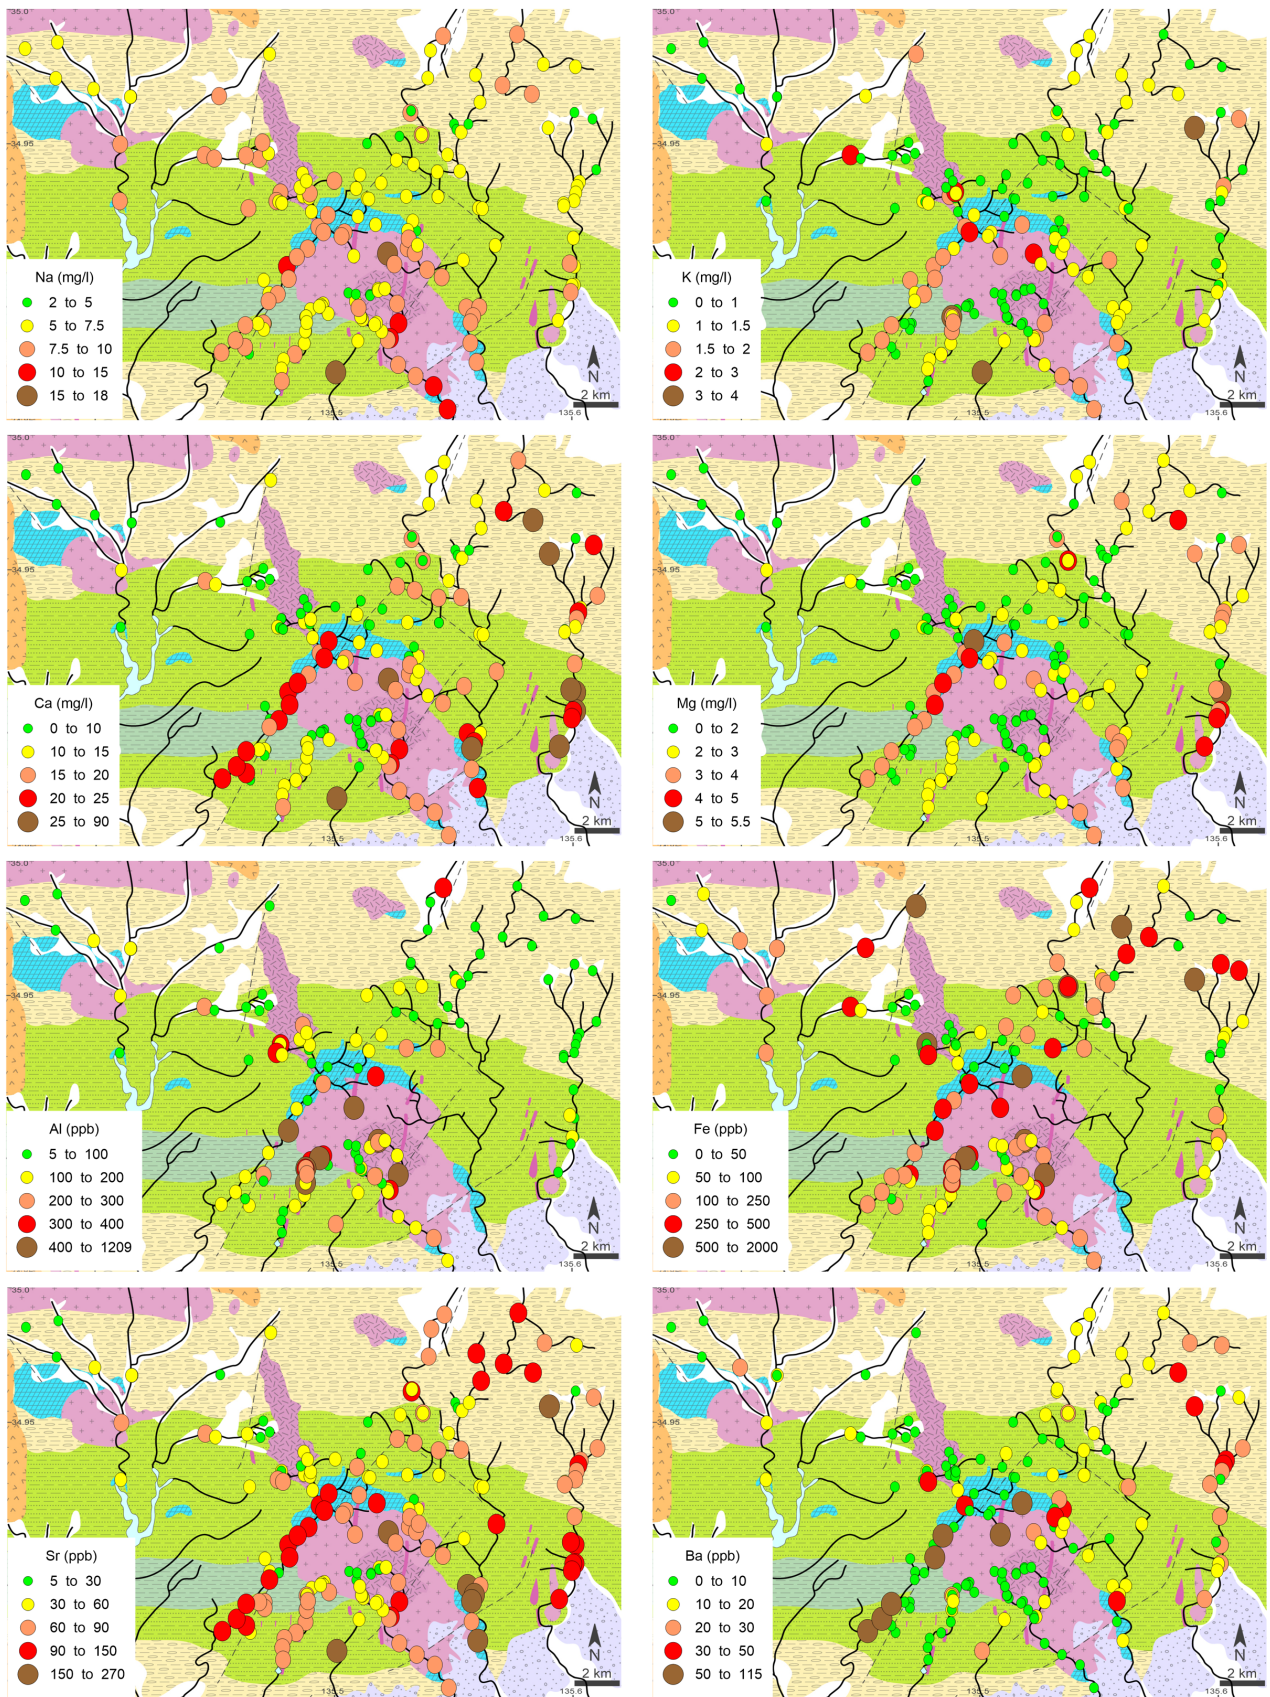 35.0
34.95
Na (mg/l)
2 to 5
5 to 7.5
7.5 to 10
10 to 15
15 to 18
N
2 km
135.5
135.6
35.0
34.95
K (mg/l)
0 to 1
1 to 1.5
1.5 to 2
2 to 3
3 to 4
N
2 km
135.5
135.6
35.0
34.95
Ca (mg/l)
0 to 10
10 to 15
15 to 20
20 to 25
25 to 90
N
2 km
135.5
135.6
35.0
34.95
Mg (mg/l)
0 to 2
2 to 3
3 to 4
4 to 5
5 to 5.5
N
2 km
135.5
135.6
35.0
34.95
Al (ppb)
5 to 100
100 to 200
200 to 300
300 to 400
400 to 1209
N
2 km
135.5
135.6
35.0
34.95
Fe (ppb)
0 to 50
50 to 100
100 to 250
250 to 500
500 to 2000
N
2 km
135.5
135.6
35.0
34.95
Sr (ppb)
5 to 30
30 to 60
60 to 90
90 to 150
150 to 270
N
2 km
135.5
135.6
35.0
34.95
Ba (ppb)
0 to 10
10 to 20
20 to 30
30 to 50
50 to 115
N
2 km
135.5
135.6